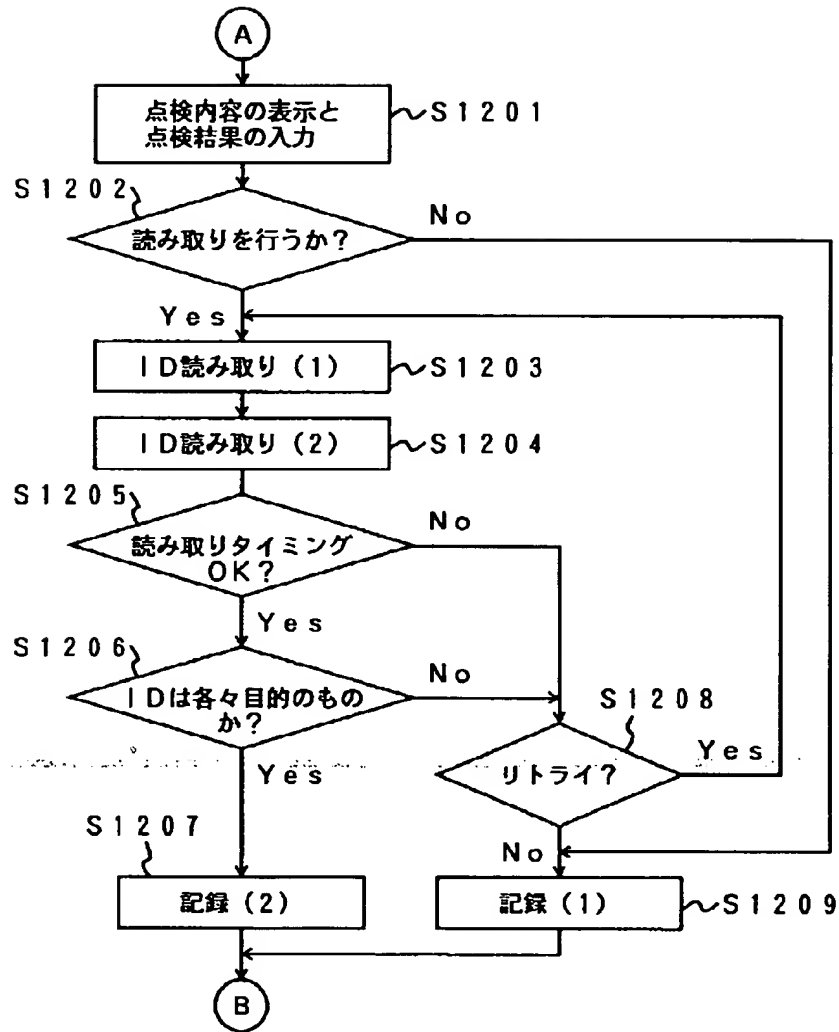 A
点検内容の表示と
点検結果の入力
S1201
S1202
読み取りを行うか?
No
Yes
ID読み取り(1)
S1203
ID読み取り(2)
S1204
S1205
読み取りタイミング
OK?
No
Yes
S1206
IDは各々目的のもの
か?
No
Yes
S1208
リトライ?
Yes
No
S1207
記録(2)
記録(1)
S1209
B